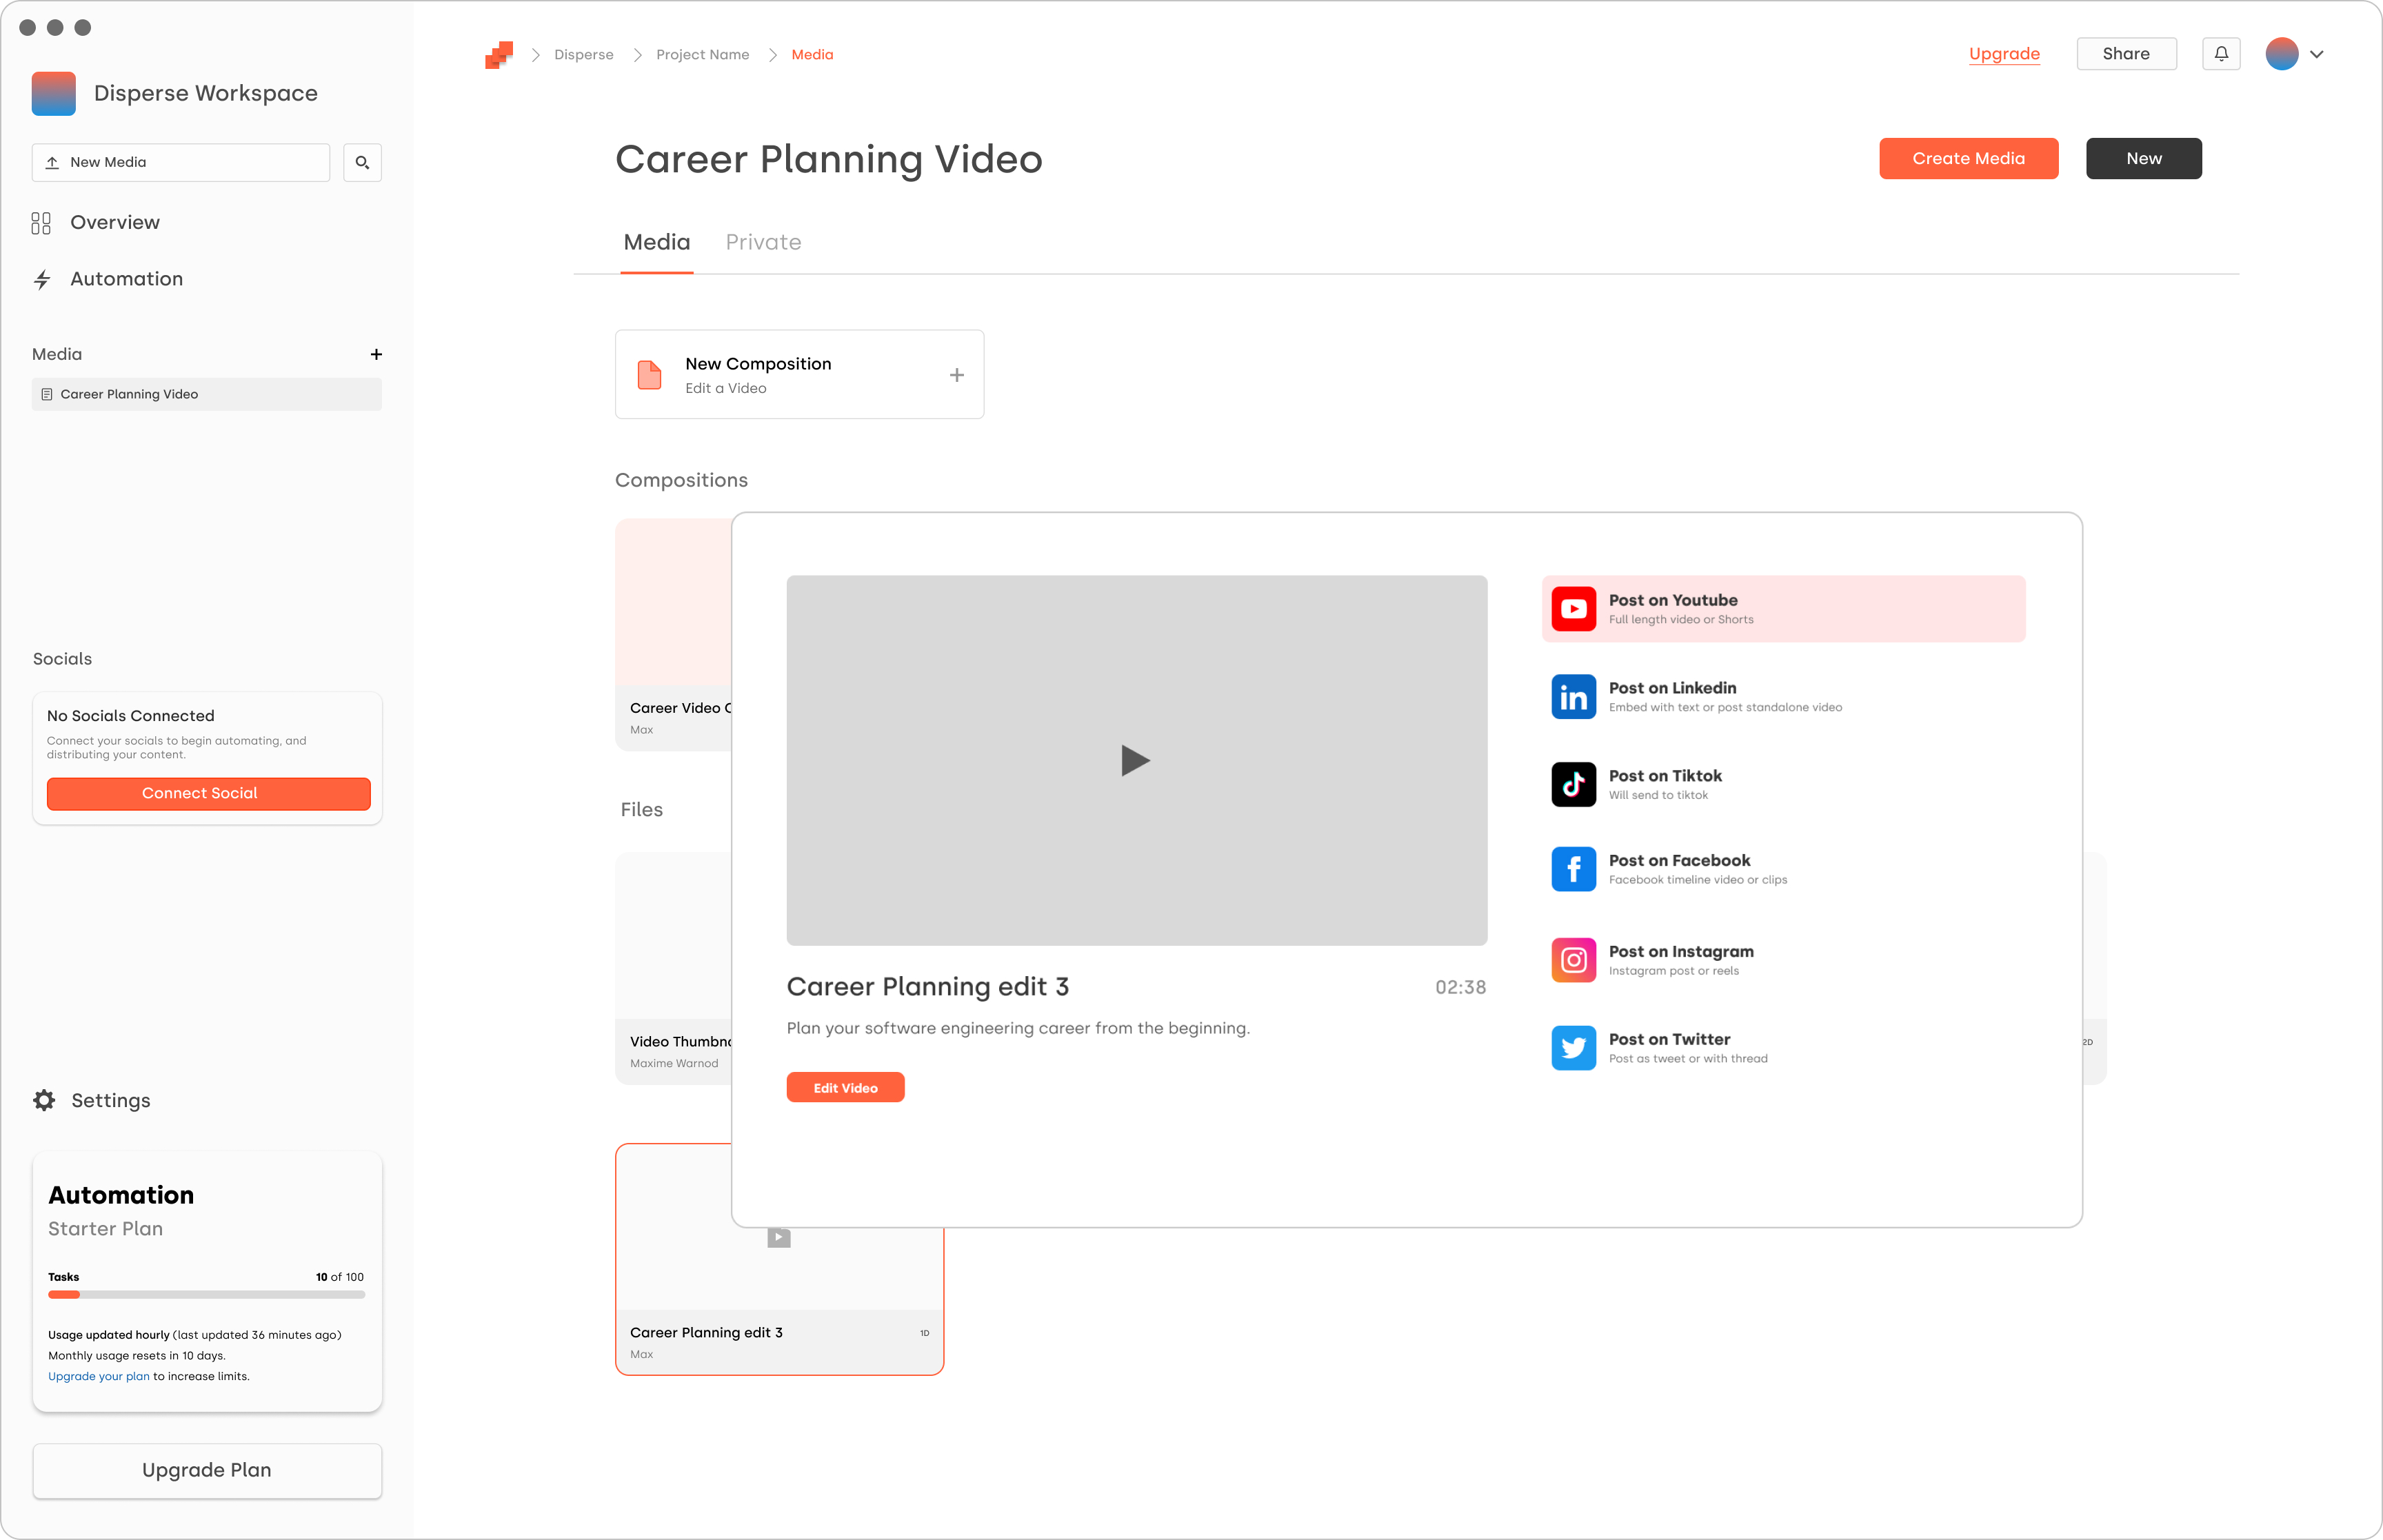 Disperse Workspace
New Media
Overview
Automation
Media
Career Planning Video
Socials
No Socials Connected
Connect your socials to begin automating, and
distributing your content.
Connect Social
Settings
Automation
Starter Plan
Tasks 10 of 100
Usage updated hourly (last updated 36 minutes ago)
Monthly usage resets in 10 days.
Upgrade your plan to increase limits.
Upgrade Plan
Disperse Project Name Media
Upgrade Share
Career Planning Video
Create Media New
Media Private
New Composition
Edit a Video
Compositions
Career Video
Max
Files
Video
Maxime Warnod
2D
Career Planning edit 3 1D
Max
Career Planning edit 3 02:38
Plan your software engineering career from the beginning.
Edit Video
Post on Youtube
Full length video or Shorts
Post on Linkedin
Embed with text or post standalone video
Post on Tiktok
Will send to tiktok
Post on Facebook
Facebook timeline video or clips
Post on Instagram
Instagram post or reels
Post on Twitter
Post as tweet or with thread